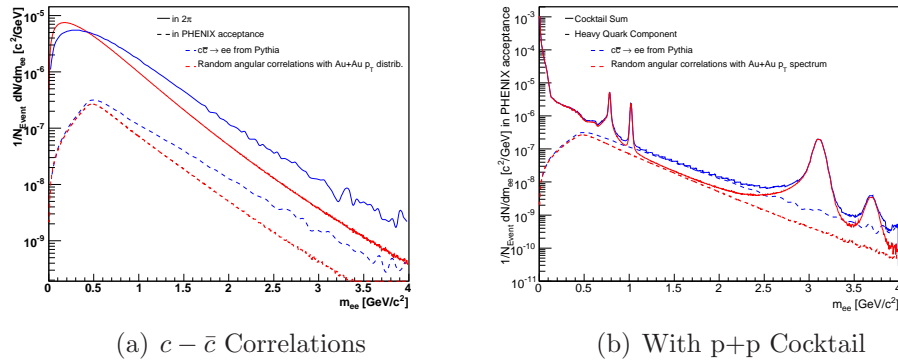 1/N_Event dN/dm_ee [c²/GeV]
10⁻⁵
10⁻⁶
10⁻⁷
10⁻⁸
10⁻⁹
in 2π
in PHENIX acceptance
cc̄ → ee from Pythia
Random angular correlations with Au+Au p_T distrib.
0 0.5 1 1.5 2 2.5 3 3.5 4
m_ee [GeV/c²]
(a) c − c̄ Correlations
1/N_Event dN/dm_ee [c²/GeV] in PHENIX acceptance
10⁻³
10⁻⁴
10⁻⁵
10⁻⁶
10⁻⁷
10⁻⁸
10⁻⁹
10⁻¹⁰
10⁻¹¹
Cocktail Sum
Heavy Quark Component
cc̄ → ee from Pythia
Random angular correlations with Au+Au p_T spectrum
0 0.5 1 1.5 2 2.5 3 3.5 4
m_ee [GeV/c²]
(b) With p+p Cocktail